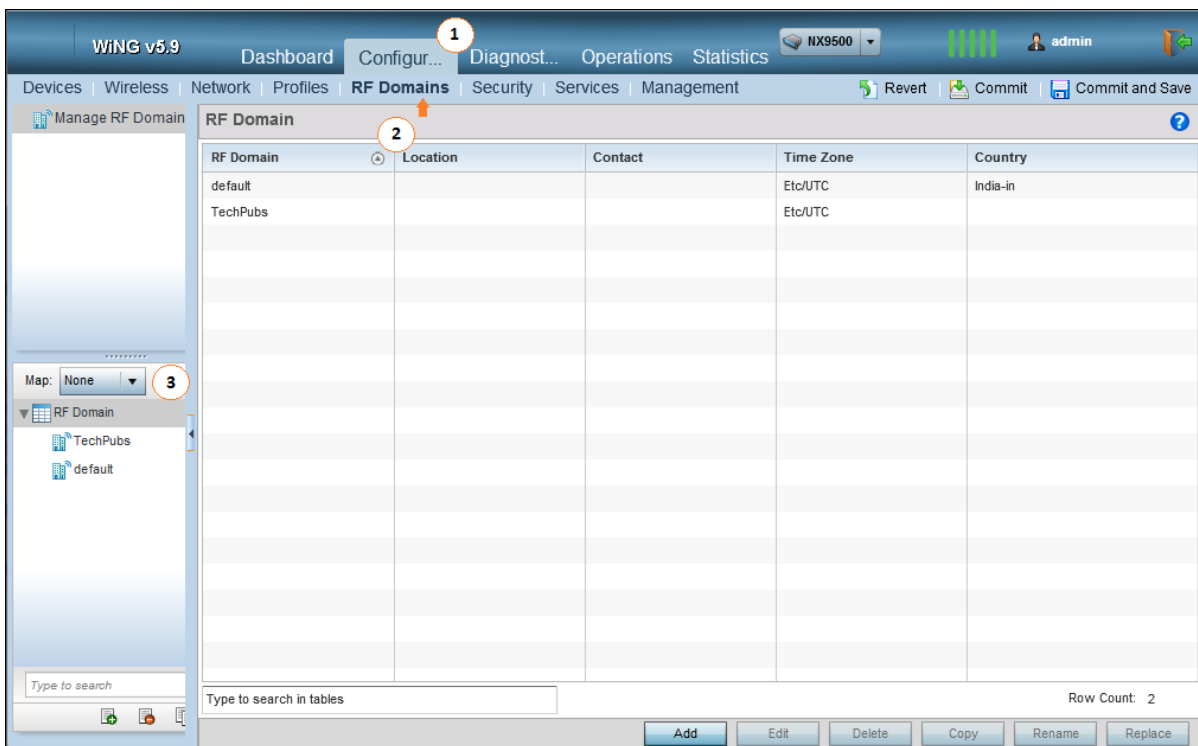 1
WiNG v5.9 Dashboard Configur... Diagnost... Operations Statistics NX9500 admin
Devices Wireless Network Profiles RF Domains Security Services Management Revert Commit Commit and Save
Manage RF Domain RF Domain
2
RF Domain Location Contact Time Zone Country
default Etc/UTC India-in
TechPubs Etc/UTC
Map: None 3
RF Domain
TechPubs
default
Type to search
Type to search in tables Row Count: 2
Add Edit Delete Copy Rename Replace